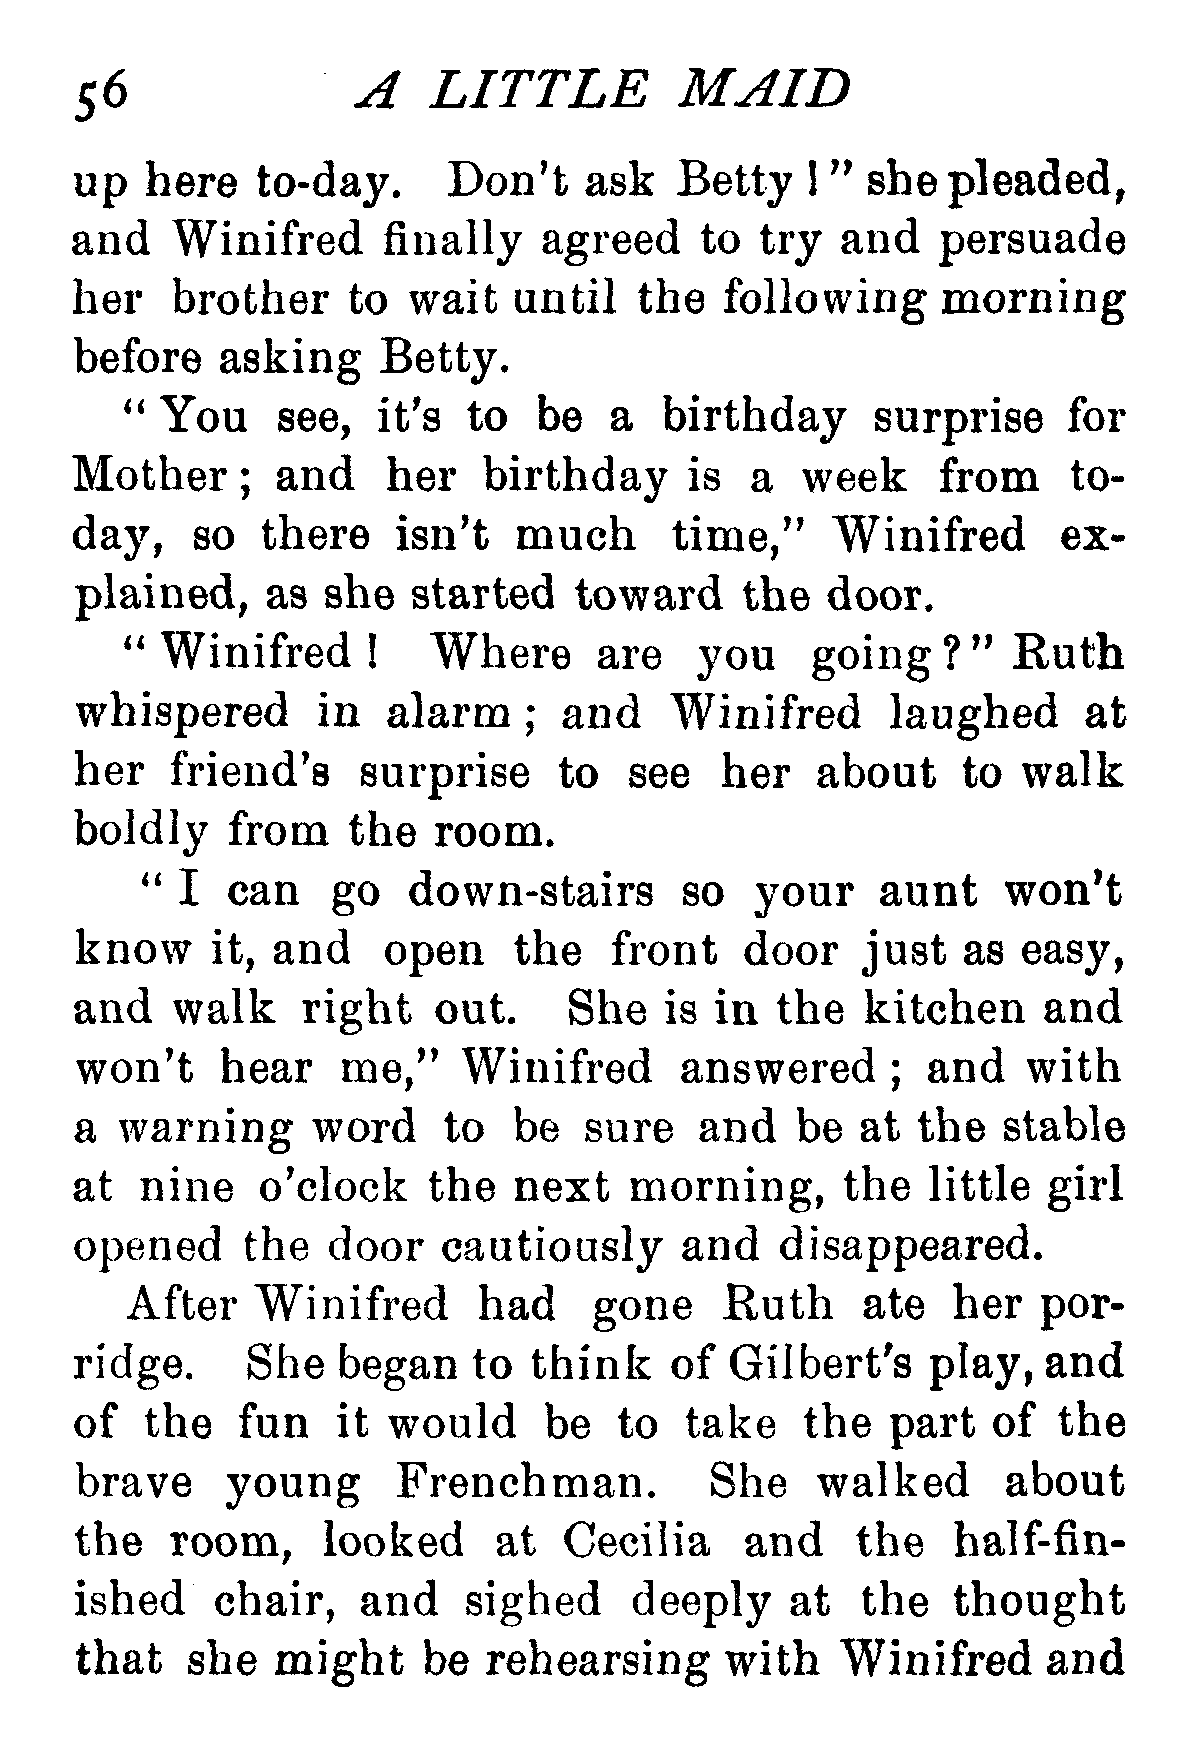 56 A LITTLE MAID
up here to-day. Don't ask Betty!" she pleaded,
and Winifred finally agreed to try and persuade
her brother to wait until the following morning
before asking Betty.
"You see, it's to be a birthday surprise for
Mother; and her birthday is a week from to-
day, so there isn't much time," Winifred ex-
plained, as she started toward the door.
"Winifred! Where are you going?" Ruth
whispered in alarm; and Winifred laughed at
her friend's surprise to see her about to walk
boldly from the room.
"I can go down-stairs so your aunt won't
know it, and open the front door just as easy,
and walk right out. She is in the kitchen and
won't hear me," Winifred answered; and with
a warning word to be sure and be at the stable
at nine o'clock the next morning, the little girl
opened the door cautiously and disappeared.
After Winifred had gone Ruth ate her por-
ridge. She began to think of Gilbert's play, and
of the fun it would be to take the part of the
brave young Frenchman. She walked about
the room, looked at Cecilia and the half-fin-
ished chair, and sighed deeply at the thought
that she might be rehearsing with Winifred and